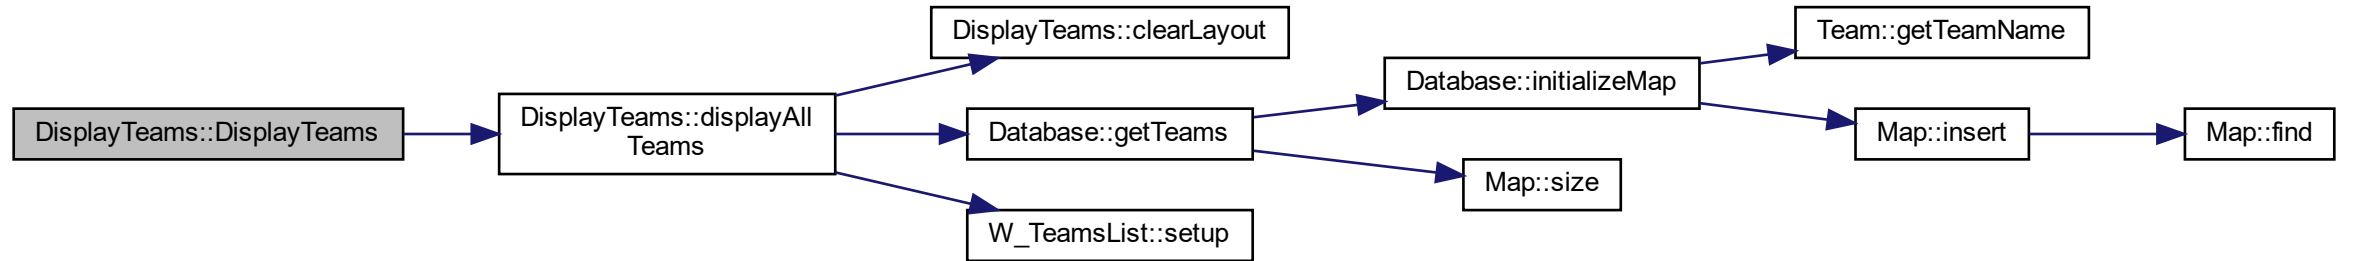 DisplayTeams::DisplayTeams
DisplayTeams::displayAll
Teams
DisplayTeams::clearLayout
Database::getTeams
W_TeamsList::setup
Database::initializeMap
Map::size
Team::getTeamName
Map::insert
Map::find